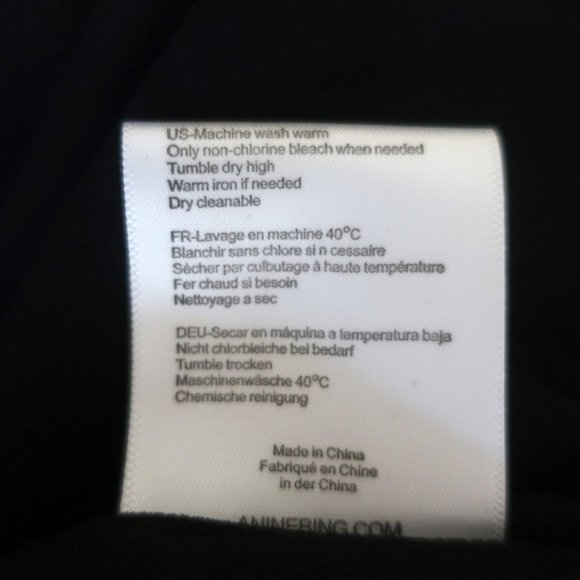 US-Machine wash warm
Only non-chlorine bleach when needed
Tumble dry high
Warm iron if needed
Dry cleanable
FR-Lavage en machine 40°C
Blanchir sans chlore si n cessaire
Sécher par culbutage à haute température
Fer chaud si besoin
Nettoyage a sec
DEU-Secar en máquina a temperatura baja
Nicht chlorbleiche bei bedarf
Tumble trocken
Maschinenwäsche 40°C
Chemische reinigung
Made in China
Fabriqué en Chine
in der China
ANINEBING.COM